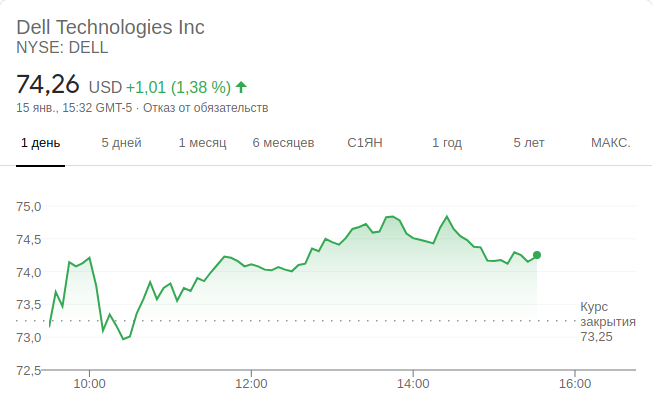 Dell Technologies Inc
NYSE: DELL
74,26 USD +1,01 (1,38 %)
15 янв., 15:32 GMT-5 · Отказ от обязательств
1 день 5 дней 1 месяц 6 месяцев С1ЯН 1 год 5 лет МАКС.
75,0
74,5
74,0
73,5
Курс
закрытия
73,25
73,0
72,5
10:00 12:00 14:00 16:00